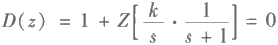 D(z) = 1 + Z[ k/s · 1/(s + 1) ] = 0